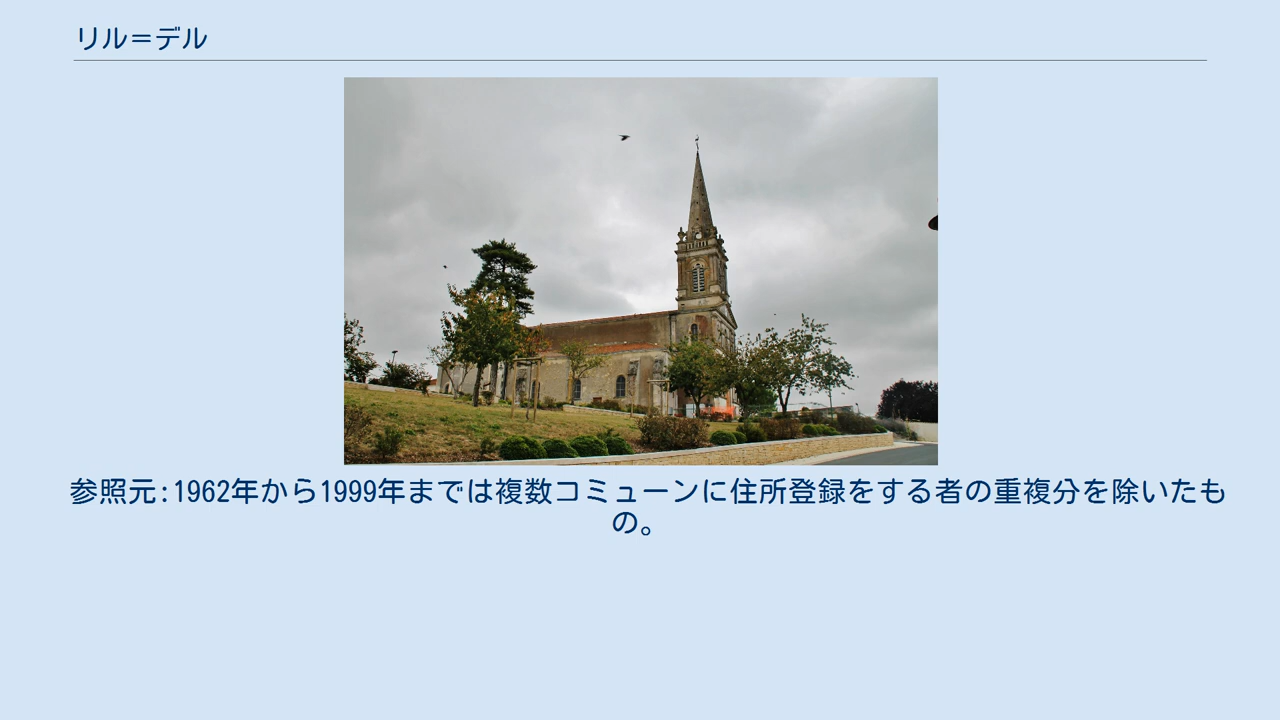 リル＝デル
参照元:1962年から1999年までは複数コミューンに住所登録をする者の重複分を除いたも
の。